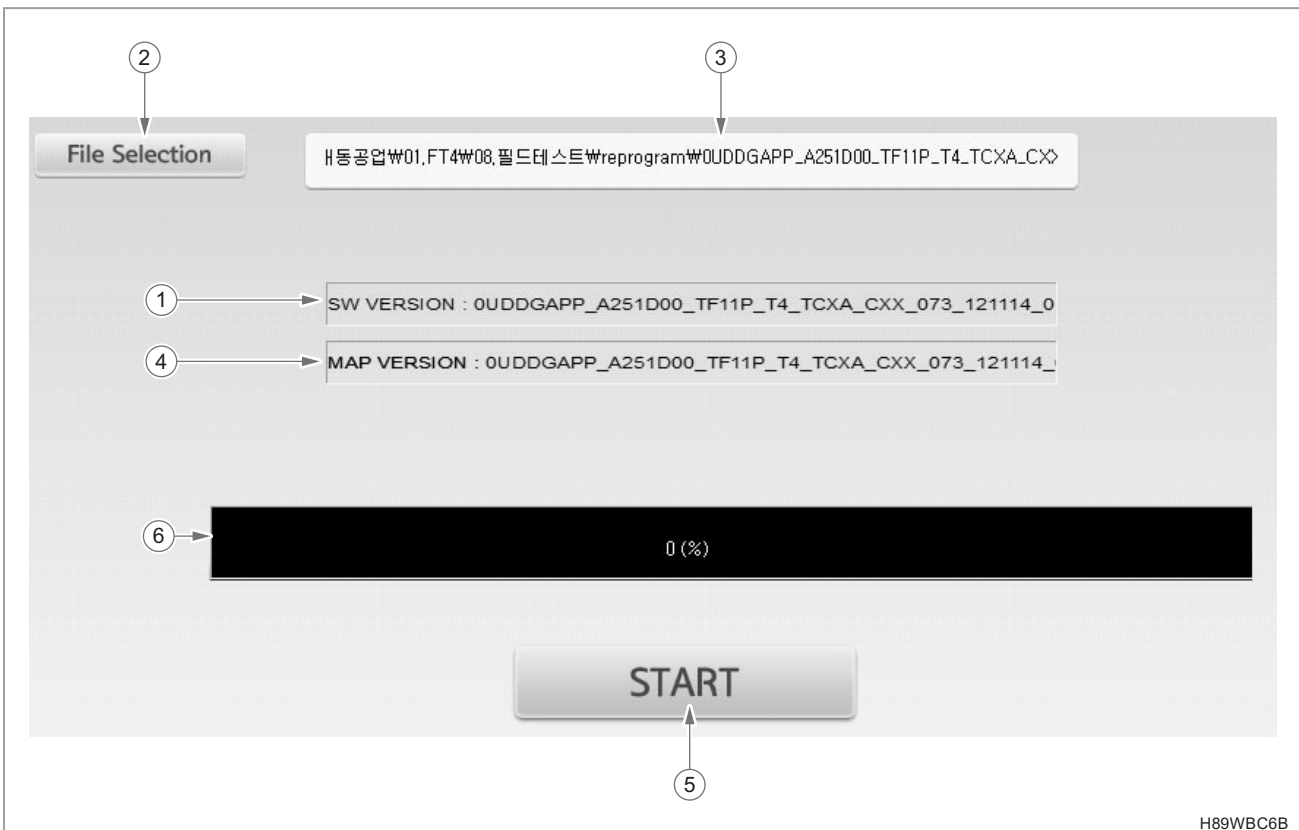 2
3
File Selection
ㅐ동공업₩01,FT4₩08,필드테스트₩reprogram₩0UDDGAPP_A251D00_TF11P_T4_TCXA_CX
1
SW VERSION : 0UDDGAPP_A251D00_TF11P_T4_TCXA_CXX_073_121114_0
4
MAP VERSION : 0UDDGAPP_A251D00_TF11P_T4_TCXA_CXX_073_121114_
6
0 (%)
START
5
H89WBC6B